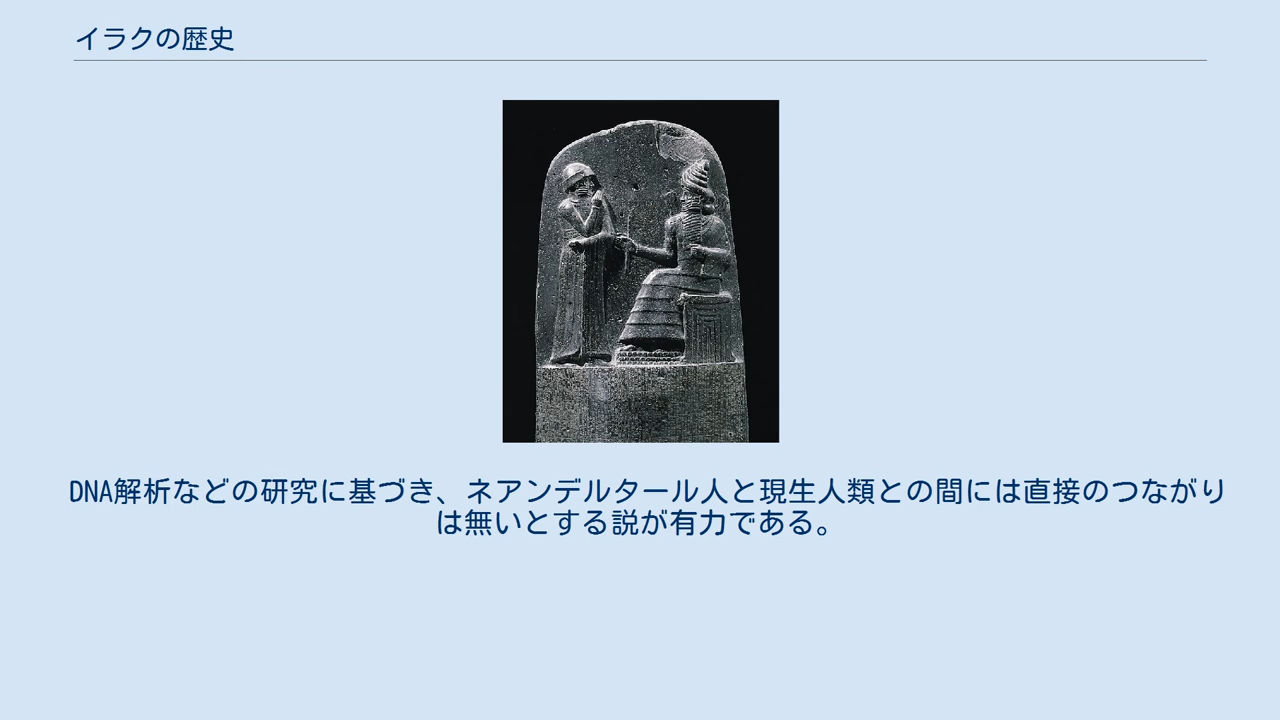 イラクの歴史
DNA解析などの研究に基づき、ネアンデルタール人と現生人類との間には直接のつながり
は無いとする説が有力である。